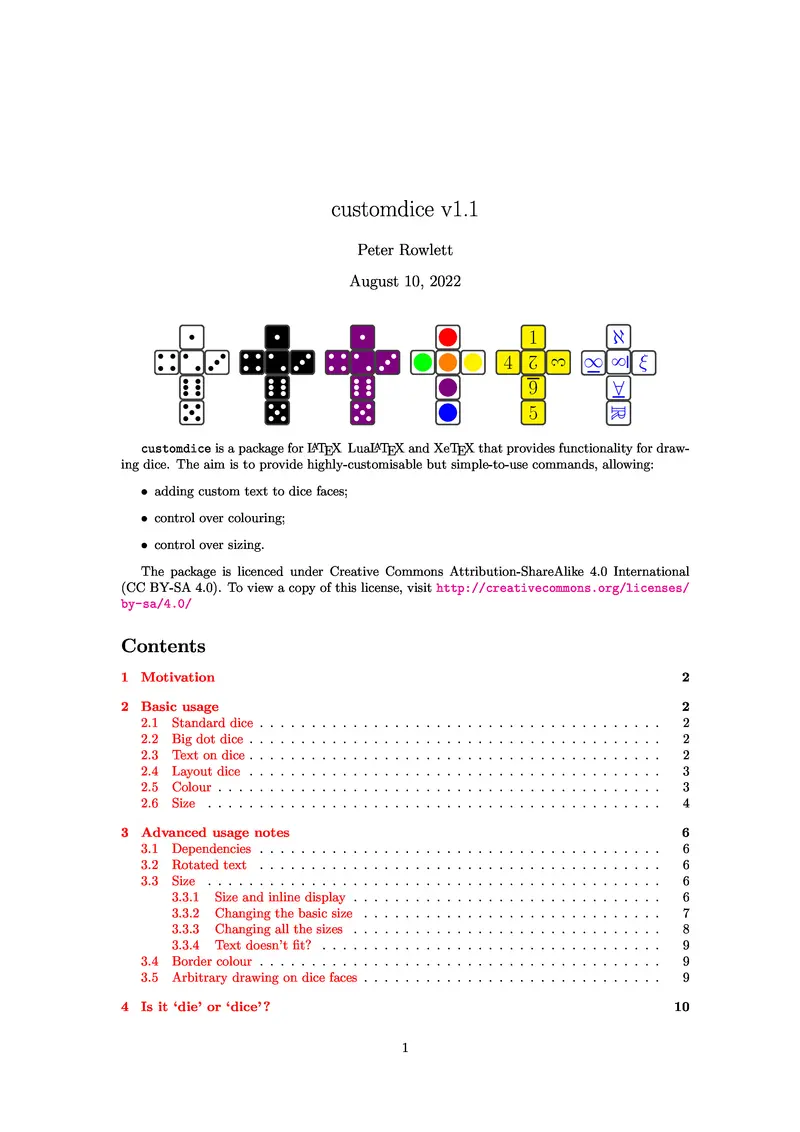 customdice v1.1
Peter Rowlett
August 10, 2022
1
4 2 3
6
5
ℵ
∞ ξ
∀
ℝ
customdice is a package for LATEX LuaLATEX and XeTEX that provides functionality for draw-
ing dice. The aim is to provide highly-customisable but simple-to-use commands, allowing:
• adding custom text to dice faces;
• control over colouring;
• control over sizing.
The package is licenced under Creative Commons Attribution-ShareAlike 4.0 International
(CC BY-SA 4.0). To view a copy of this license, visit http://creativecommons.org/licenses/
by-sa/4.0/
Contents
1 Motivation 2
2 Basic usage 2
2.1 Standard dice . . . . . . . . . . . . . . . . . . . . . . . . . . . . . . . . . . . . . . . 2
2.2 Big dot dice . . . . . . . . . . . . . . . . . . . . . . . . . . . . . . . . . . . . . . . . 2
2.3 Text on dice . . . . . . . . . . . . . . . . . . . . . . . . . . . . . . . . . . . . . . . . 2
2.4 Layout dice . . . . . . . . . . . . . . . . . . . . . . . . . . . . . . . . . . . . . . . . 3
2.5 Colour . . . . . . . . . . . . . . . . . . . . . . . . . . . . . . . . . . . . . . . . . . . 3
2.6 Size . . . . . . . . . . . . . . . . . . . . . . . . . . . . . . . . . . . . . . . . . . . . 4
3 Advanced usage notes 6
3.1 Dependencies . . . . . . . . . . . . . . . . . . . . . . . . . . . . . . . . . . . . . . . 6
3.2 Rotated text . . . . . . . . . . . . . . . . . . . . . . . . . . . . . . . . . . . . . . . 6
3.3 Size . . . . . . . . . . . . . . . . . . . . . . . . . . . . . . . . . . . . . . . . . . . . 6
3.3.1 Size and inline display . . . . . . . . . . . . . . . . . . . . . . . . . . . . . . 6
3.3.2 Changing the basic size . . . . . . . . . . . . . . . . . . . . . . . . . . . . . 7
3.3.3 Changing all the sizes . . . . . . . . . . . . . . . . . . . . . . . . . . . . . . 8
3.3.4 Text doesn't fit? . . . . . . . . . . . . . . . . . . . . . . . . . . . . . . . . . 9
3.4 Border colour . . . . . . . . . . . . . . . . . . . . . . . . . . . . . . . . . . . . . . . 9
3.5 Arbitrary drawing on dice faces . . . . . . . . . . . . . . . . . . . . . . . . . . . . . 9
4 Is it ‘die’ or ‘dice’? 10
1